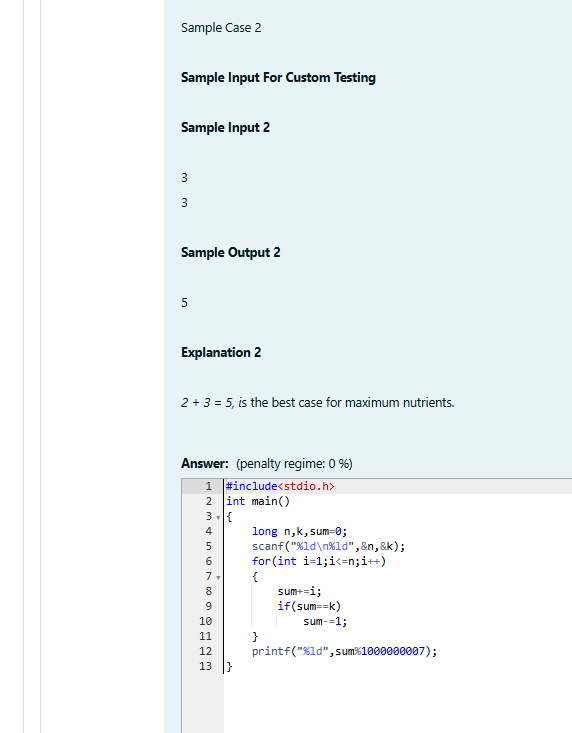 Sample Case 2
Sample Input For Custom Testing
Sample Input 2
3
3
Sample Output 2
5
Explanation 2
2 + 3 = 5, is the best case for maximum nutrients.
Answer: (penalty regime: 0 %)
1 #include<stdio.h>
2 int main()
3 {
4     long n,k,sum=0;
5     scanf("%ld\n%ld",&n,&k);
6     for(int i=1;i<=n;i++)
7     {
8         sum+=i;
9         if(sum==k)
10             sum-=1;
11     }
12     printf("%ld",sum%1000000007);
13 }